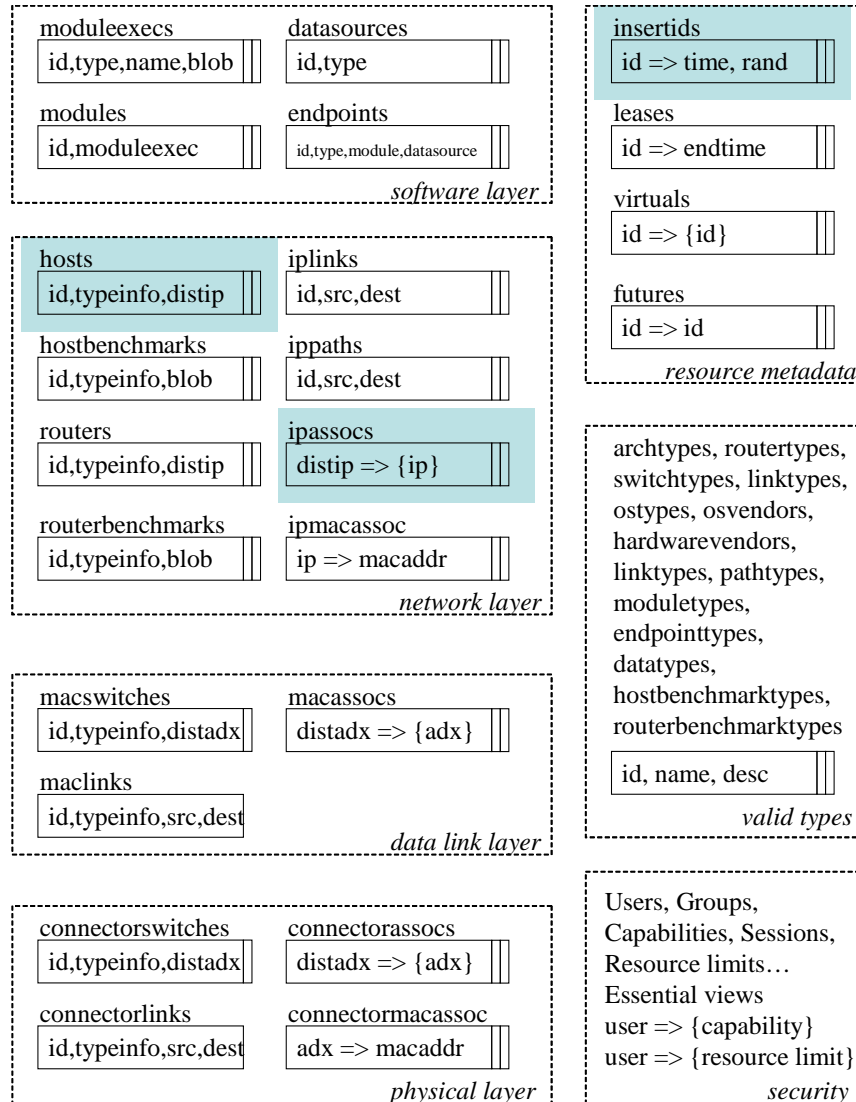 moduleexecs
id,type,name,blob
datasources
id,type
modules
id,moduleexec
endpoints
id,type,module,datasource
software layer
hosts
id,typeinfo,distip
iplinks
id,src,dest
hostbenchmarks
id,typeinfo,blob
ippaths
id,src,dest
routers
id,typeinfo,distip
ipassocs
distip => {ip}
routerbenchmarks
id,typeinfo,blob
ipmacassoc
ip => macaddr
network layer
macswitches
id,typeinfo,distadx
macassocs
distadx => {adx}
maclinks
id,typeinfo,src,dest
data link layer
connectorswitches
id,typeinfo,distadx
connectorassocs
distadx => {adx}
connectorlinks
id,typeinfo,src,dest
connectormacassoc
adx => macaddr
physical layer
insertids
id => time, rand
leases
id => endtime
virtuals
id => {id}
futures
id => id
resource metadata
archtypes, routertypes,
switchtypes, linktypes,
ostypes, osvendors,
hardwarevendors,
linktypes, pathtypes,
moduletypes,
endpointtypes,
datatypes,
hostbenchmarktypes,
routerbenchmarktypes
id, name, desc
valid types
Users, Groups,
Capabilities, Sessions,
Resource limits…
Essential views
user => {capability}
user => {resource limit}
security